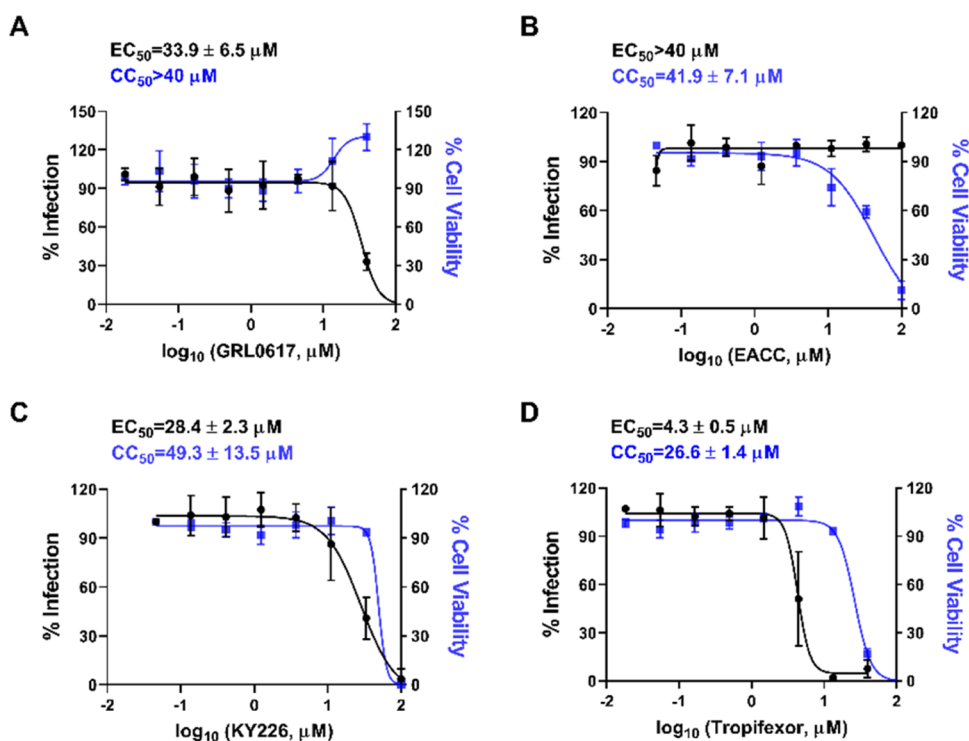 A
EC50=33.9 ± 6.5 μM
CC50>40 μM
150
120
90
60
30
0
% Infection
150
120
90
60
30
0
% Cell Viability
-2 -1 0 1 2
log10 (GRL0617, μM)
B
EC50>40 μM
CC50=41.9 ± 7.1 μM
120
90
60
30
0
% Infection
120
90
60
30
0
% Cell Viability
-2 -1 0 1 2
log10 (EACC, μM)
C
EC50=28.4 ± 2.3 μM
CC50=49.3 ± 13.5 μM
120
90
60
30
0
% Infection
120
90
60
30
0
% Cell Viability
-2 -1 0 1 2
log10 (KY226, μM)
D
EC50=4.3 ± 0.5 μM
CC50=26.6 ± 1.4 μM
120
90
60
30
0
% Infection
120
90
60
30
0
% Cell Viability
-2 -1 0 1 2
log10 (Tropifexor, μM)